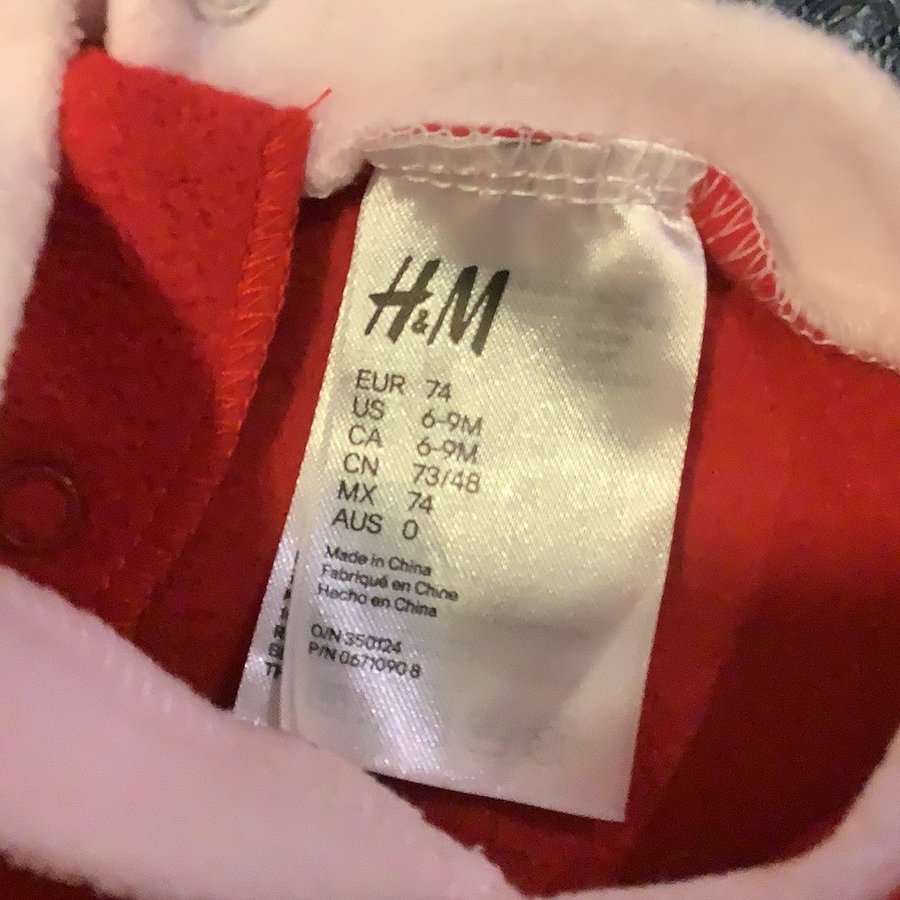 H&M
EUR 74
US 6-9M
CA 6-9M
CN 73/48
MX 74
AUS 0
Made in China
Fabriqué en Chine
Hecho en China
O/N 350124
P/N 0671090 8